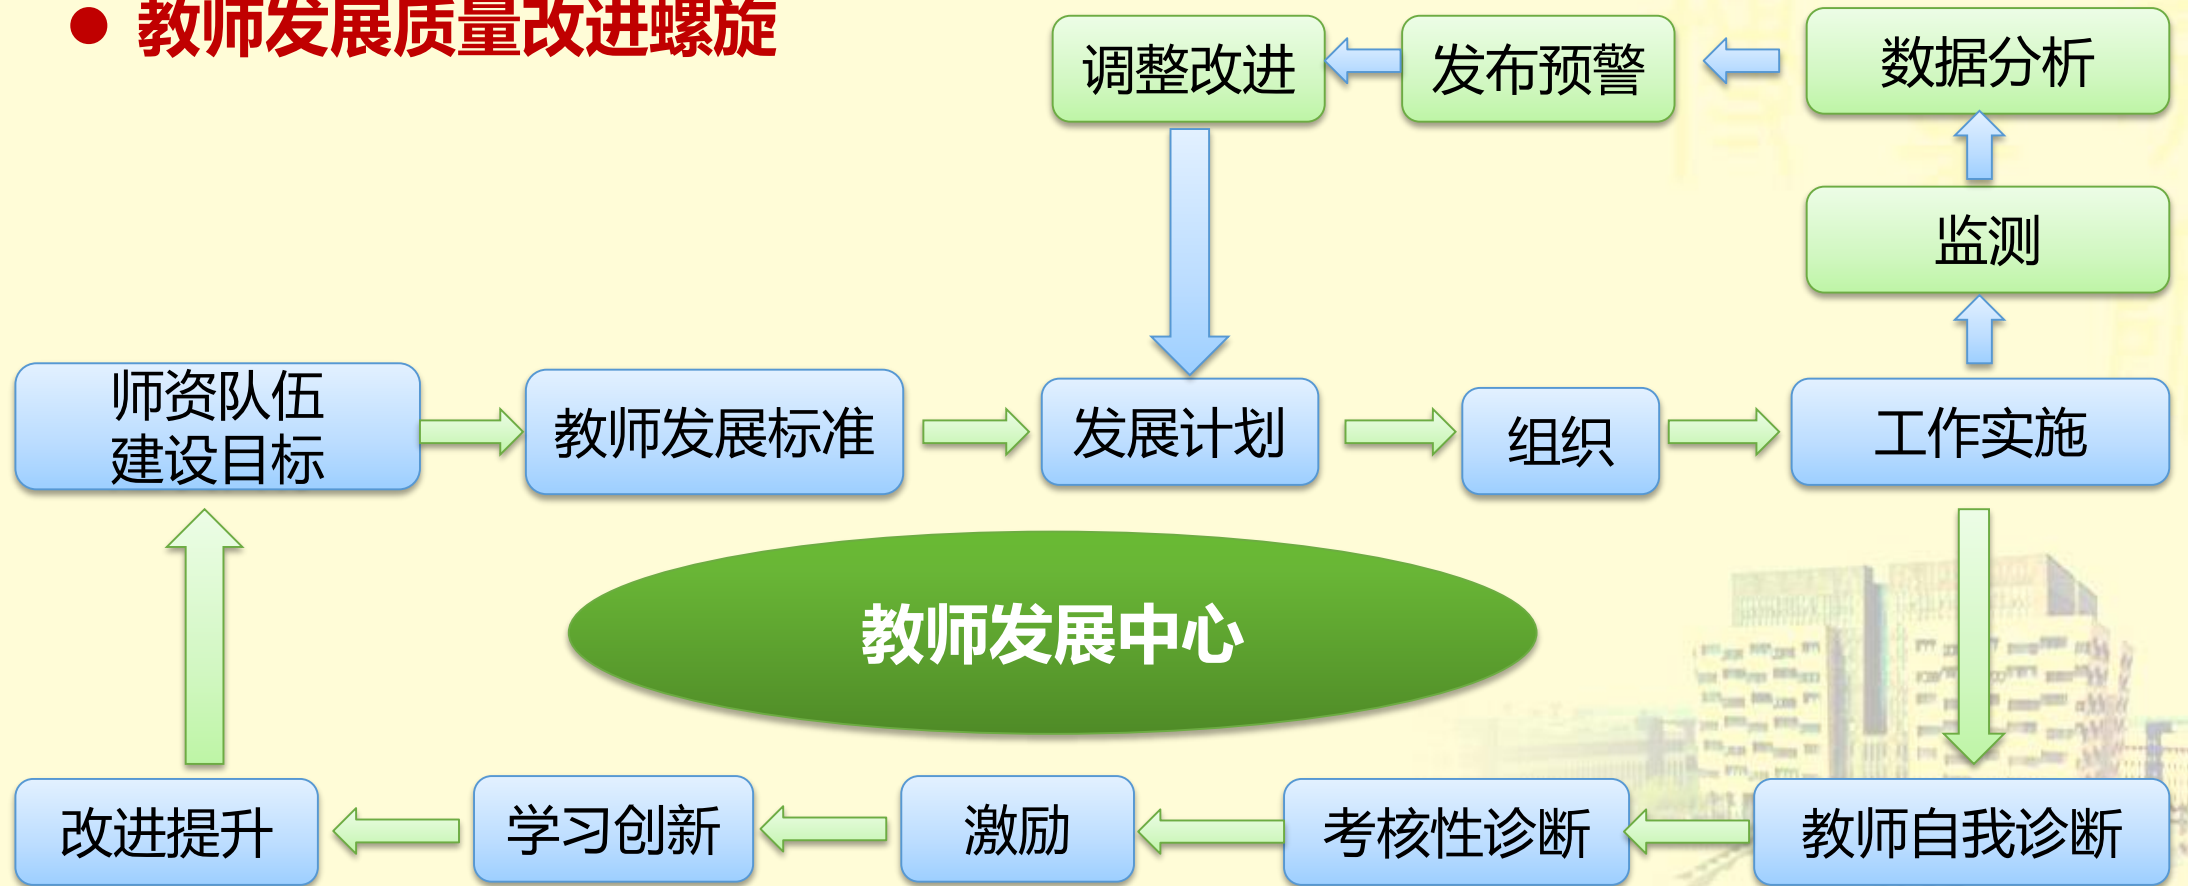 ● 教师发展质量改进螺旋
调整改进
发布预警
数据分析
监测
师资队伍
建设目标
教师发展标准
发展计划
组织
工作实施
教师发展中心
改进提升
学习创新
激励
考核性诊断
教师自我诊断